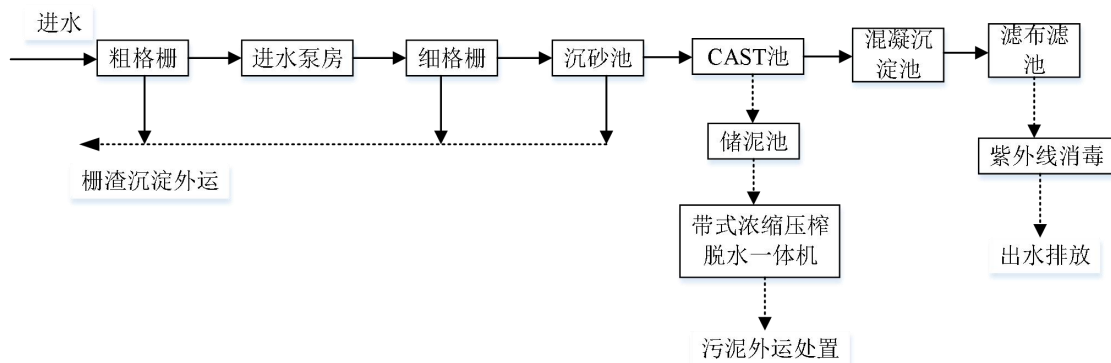 进水
粗格栅
进水泵房
细格栅
沉砂池
CAST池
混凝沉
淀池
滤布滤
池
储泥池
紫外线消毒
栅渣沉淀外运
带式浓缩压榨
脱水一体机
出水排放
污泥外运处置